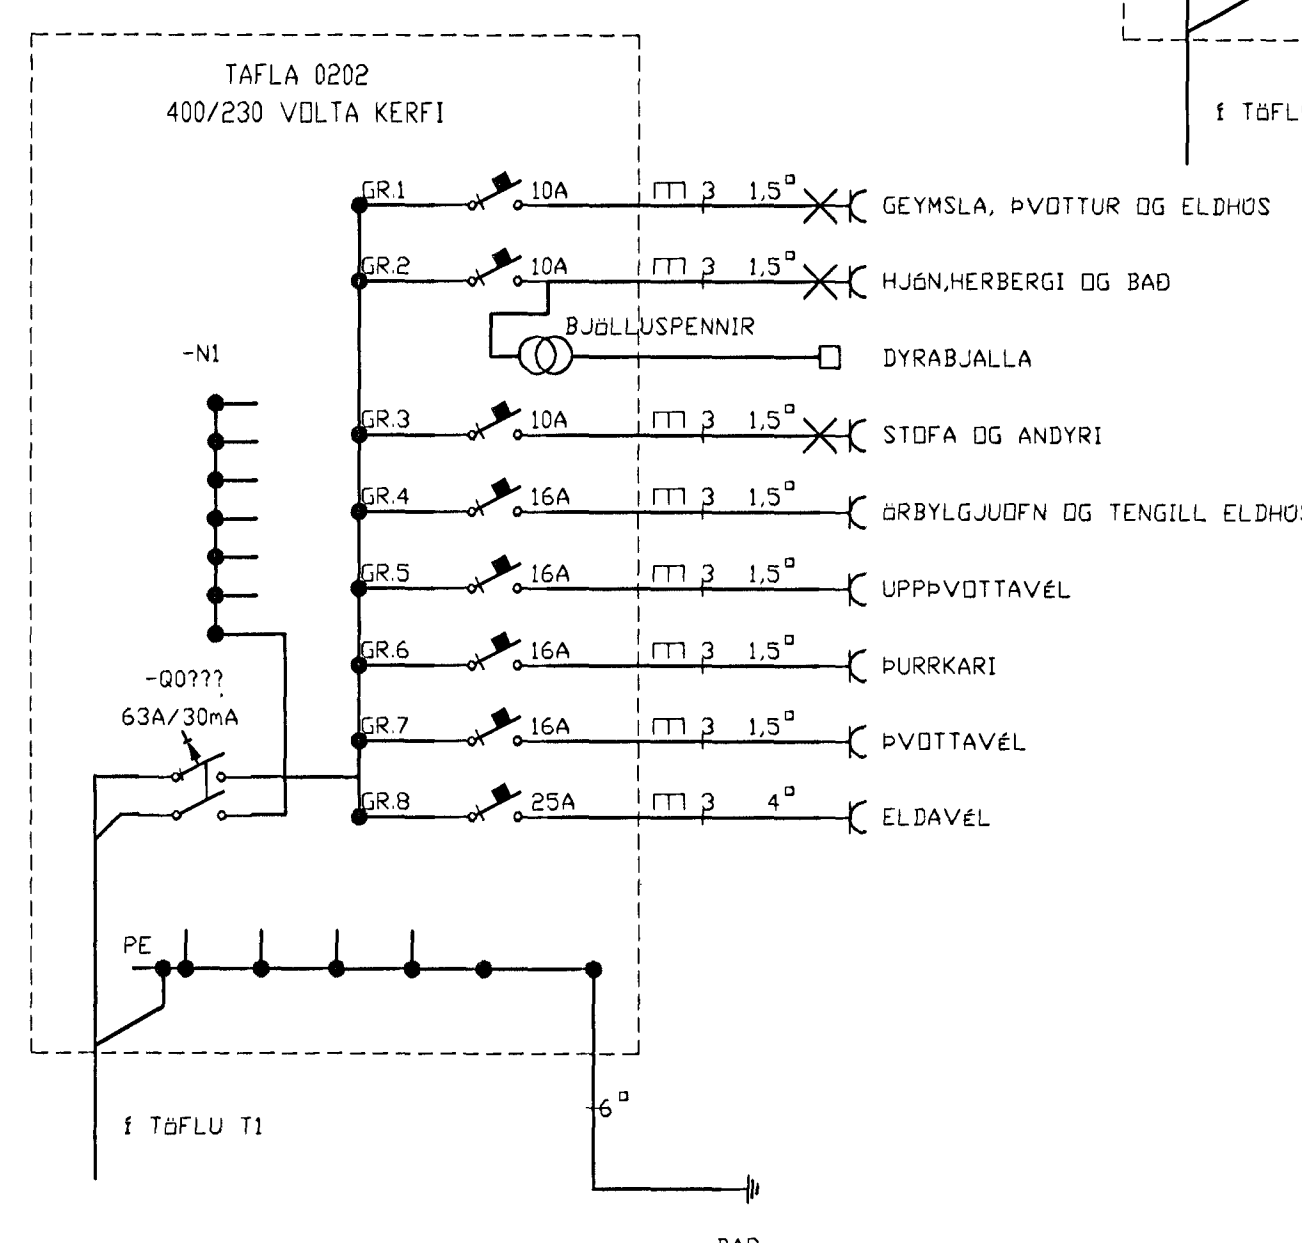 TAFLA 0202
400/230 VOLTA KERFI
Í TÖFL
GR.1 10A 3 1,5 GEYMSLA, ÞVOTTUR OG ELDHÚS
GR.2 10A 3 1,5 HJÓN,HERBERGI OG BAÐ
BJÖLLUSPENNIR
-N1
DYRABJALLA
GR.3 10A 3 1,5 STOFA OG ANDYRI
GR.4 16A 3 1,5 ÖRBYLGJUOFN OG TENGILL ELDHÚS
GR.5 16A 3 1,5 UPPÞVOTTAVÉL
GR.6 16A 3 1,5 ÞURRKARI
-Q0???
63A/30mA
GR.7 16A 3 1,5 ÞVOTTAVÉL
GR.8 25A 3 4 ELDAVÉL
PE
6
Í TÖFLU T1